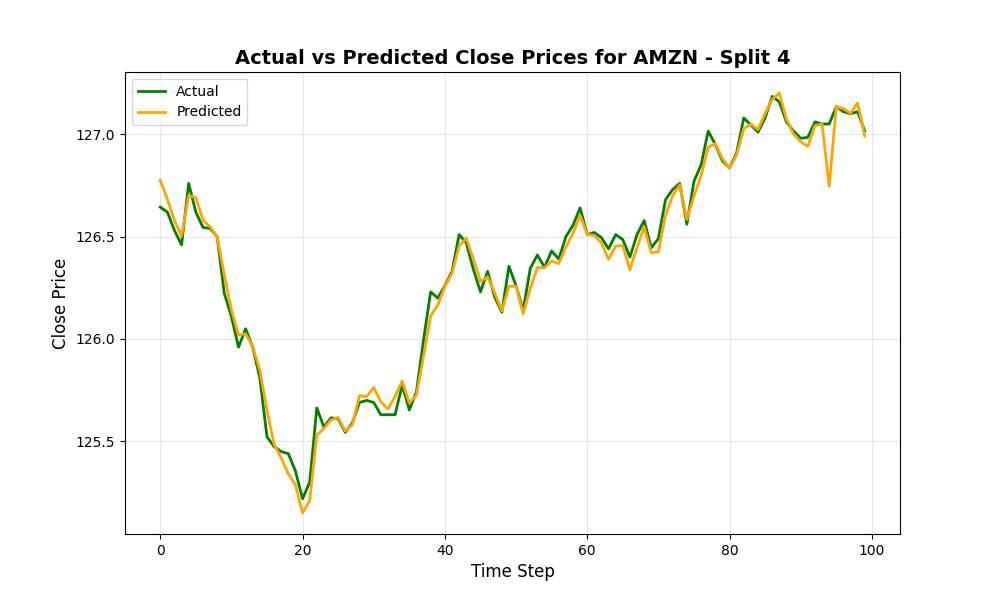 Actual vs Predicted Close Prices for AMZN - Split 4
Actual
Predicted
127.0
126.5
126.0
125.5
Close Price
0 20 40 60 80 100
Time Step